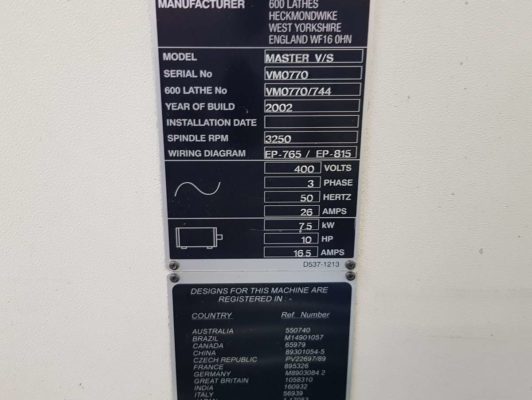 MANUFACTURER 600 LATHES
HECKMONDWIKE
WEST YORKSHIRE
ENGLAND WF16 0HN
MODEL MASTER V/S
SERIAL No VM0770
600 LATHE No VM0770/744
YEAR OF BUILD 2002
INSTALLATION DATE
SPINDLE RPM 3250
WIRING DIAGRAM EP-765 / EP-815
400 VOLTS
3 PHASE
50 HERTZ
26 AMPS
7.5 kW
10 HP
16.5 AMPS
D537-1213
DESIGNS FOR THIS MACHINE ARE
REGISTERED IN : -
COUNTRY Ref. Number
AUSTRALIA 550740
BRAZIL M14901057
CANADA 65979
CHINA 89301054-5
CZECH REPUBLIC PV22697/89
FRANCE 895326
GERMANY M8903084 2
GREAT BRITAIN 1058310
INDIA 160932
ITALY 56939